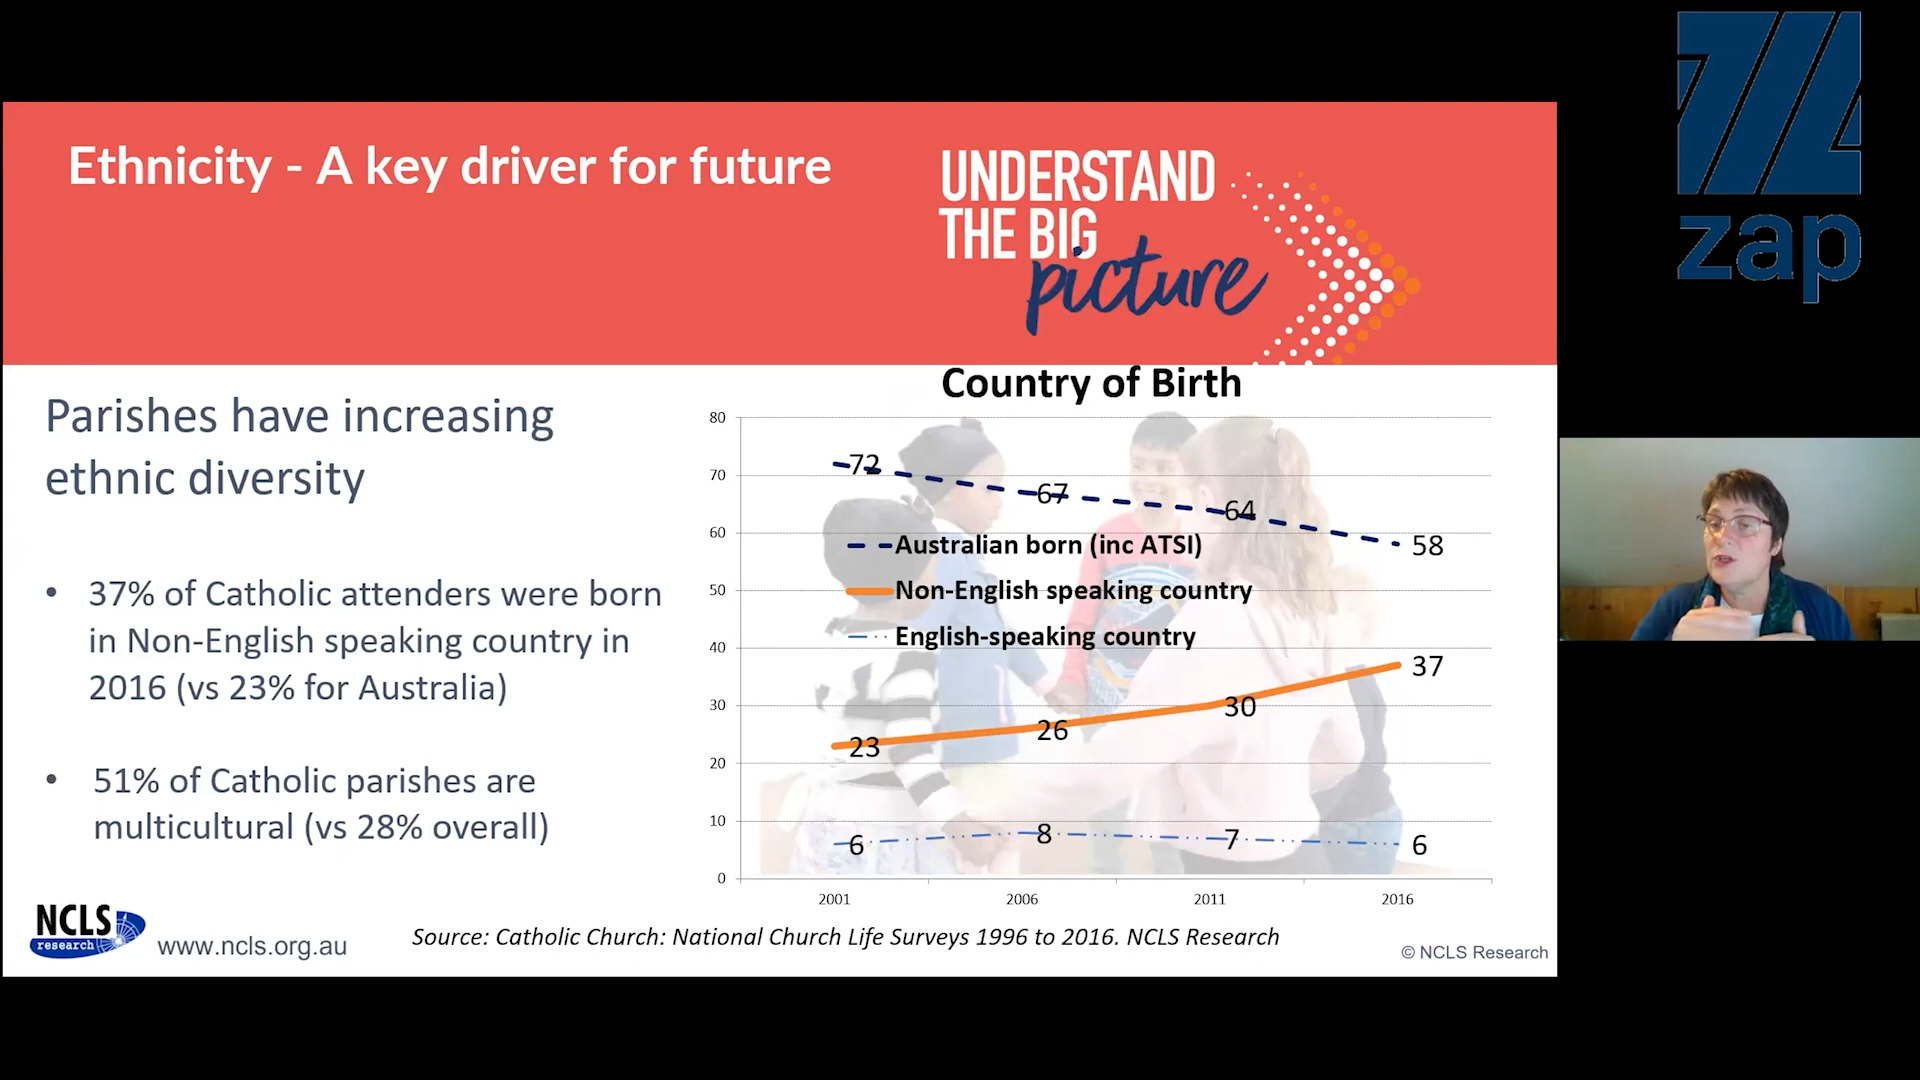 zap
Ethnicity - A key driver for future
UNDERSTAND
THE BIG
picture
Parishes have increasing
ethnic diversity
• 37% of Catholic attenders were born
in Non-English speaking country in
2016 (vs 23% for Australia)
• 51% of Catholic parishes are
multicultural (vs 28% overall)
Country of Birth
80
70
60
50
40
30
20
10
0
72
67
64
58
Australian born (inc ATSI)
Non-English speaking country
English-speaking country
23
26
30
37
6
8
7
6
2001
2006
2011
2016
NCLS
research
www.ncls.org.au
Source: Catholic Church: National Church Life Surveys 1996 to 2016. NCLS Research
© NCLS Research